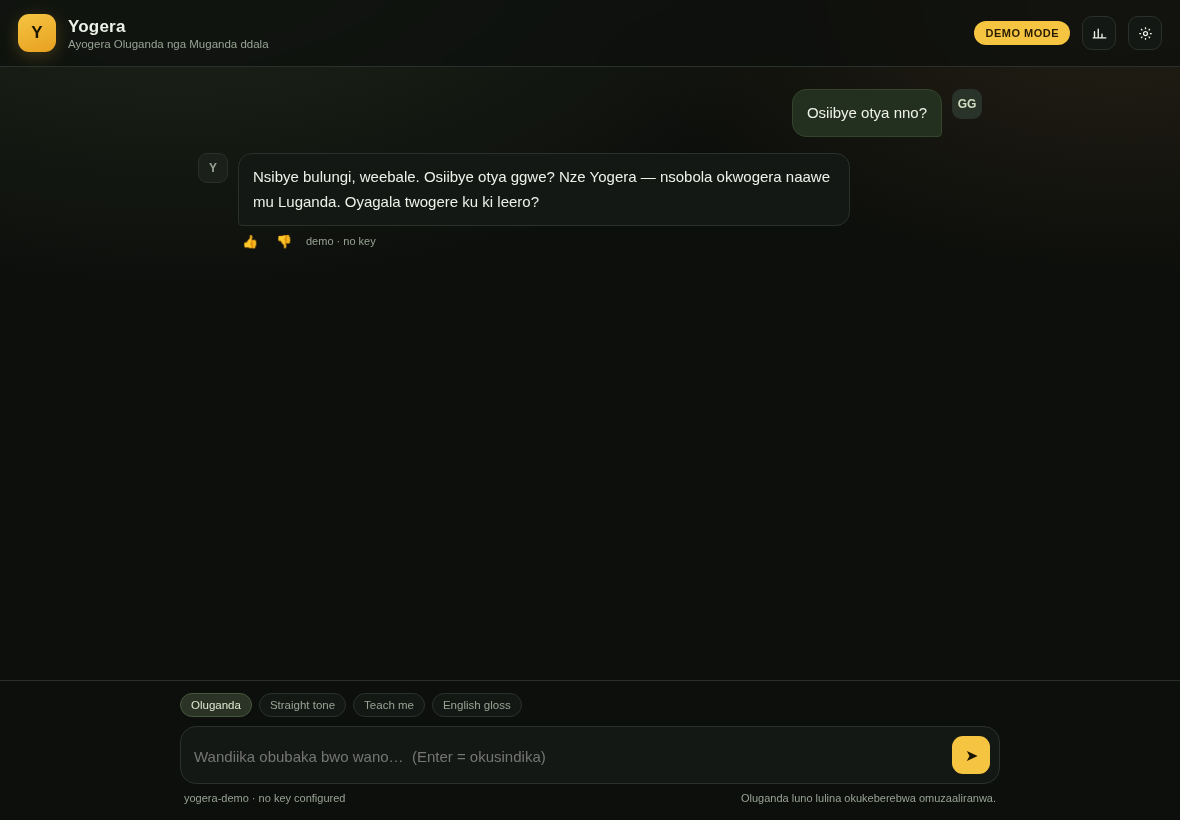 Y
Yogera
Ayogera Oluganda nga Muganda ddala
DEMO MODE
Osiibye otya nno?
GG
Y
Nsibye bulungi, weebale. Osiibye otya ggwe? Nze Yogera — nsobola okwogera naawe
mu Luganda. Oyagala twogere ku ki leero?
demo · no key
Oluganda
Straight tone
Teach me
English gloss
Wandiika obubaka bwo wano… (Enter = okusindika)
yogera-demo · no key configured
Oluganda luno lulina okukeberebwa omuzaaliranwa.